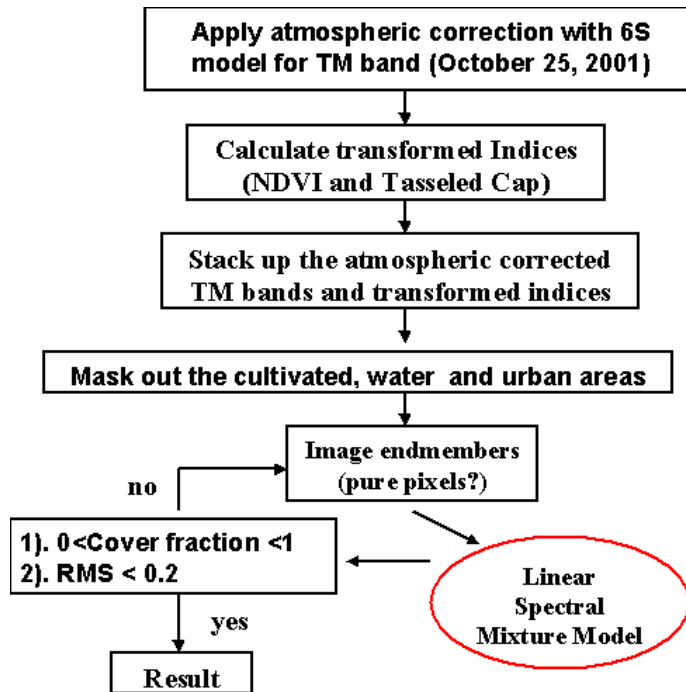 Apply atmospheric correction with 6S
model for TM band (October 25, 2001)
Calculate transformed Indices
(NDVI and Tasseled Cap)
Stack up the atmospheric corrected
TM bands and transformed indices
Mask out the cultivated, water and urban areas
Image endmembers
(pure pixels?)
no
1). 0<Cover fraction <1
2). RMS < 0.2
Linear
Spectral
Mixture Model
yes
Result